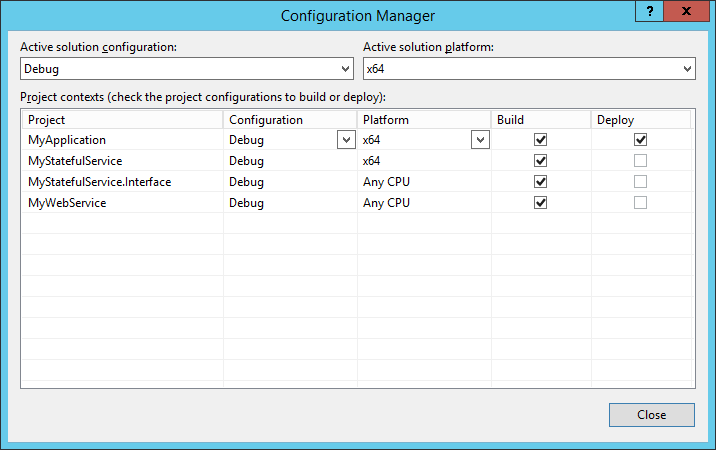 Configuration Manager
?
x
Active solution configuration: Active solution platform:
Debug x64
Project contexts (check the project configurations to build or deploy):
Project Configuration Platform Build Deploy
MyApplication Debug x64
MyStatefulService Debug x64
MyStatefulService.Interface Debug Any CPU
MyWebService Debug Any CPU
Close